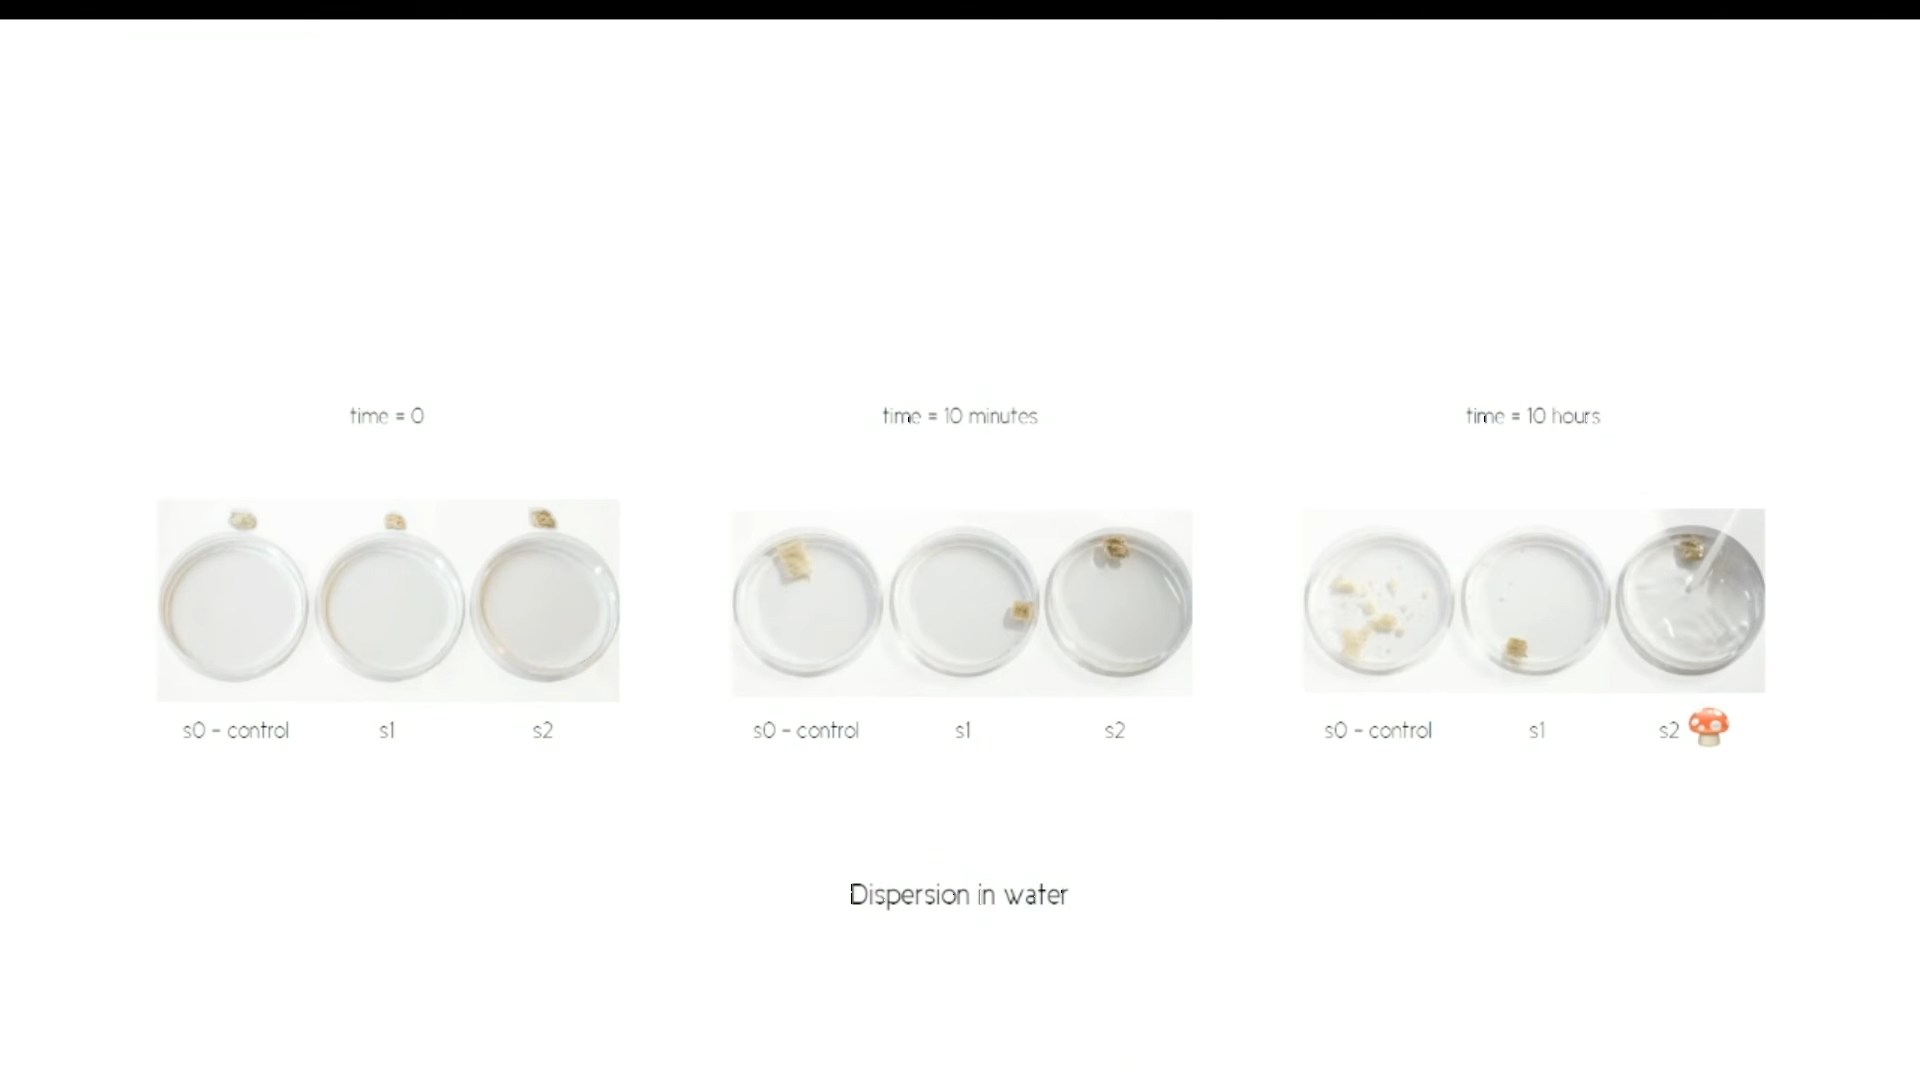 time = 0
time = 10 minutes
time = 10 hours
s0 - control
s1
s2
s0 - control
s1
s2
s0 - control
s1
s2
Dispersion in water